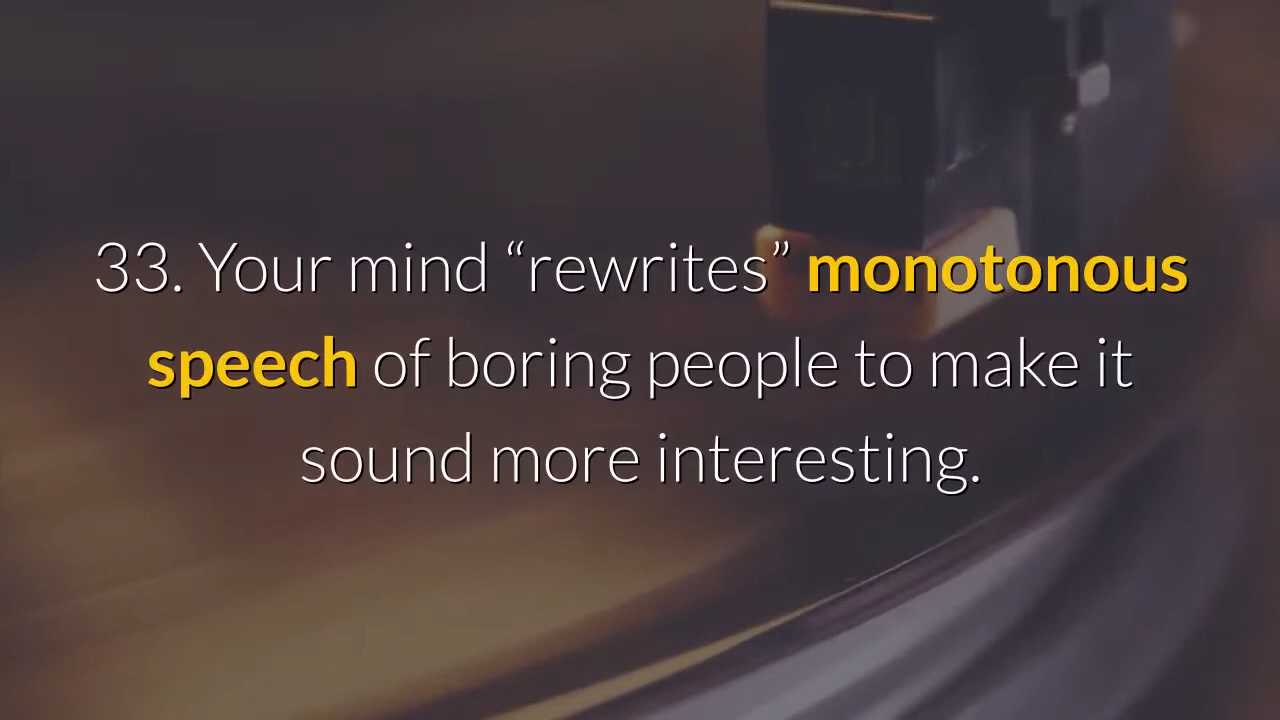 33. Your mind “rewrites” monotonous
speech of boring people to make it
sound more interesting.